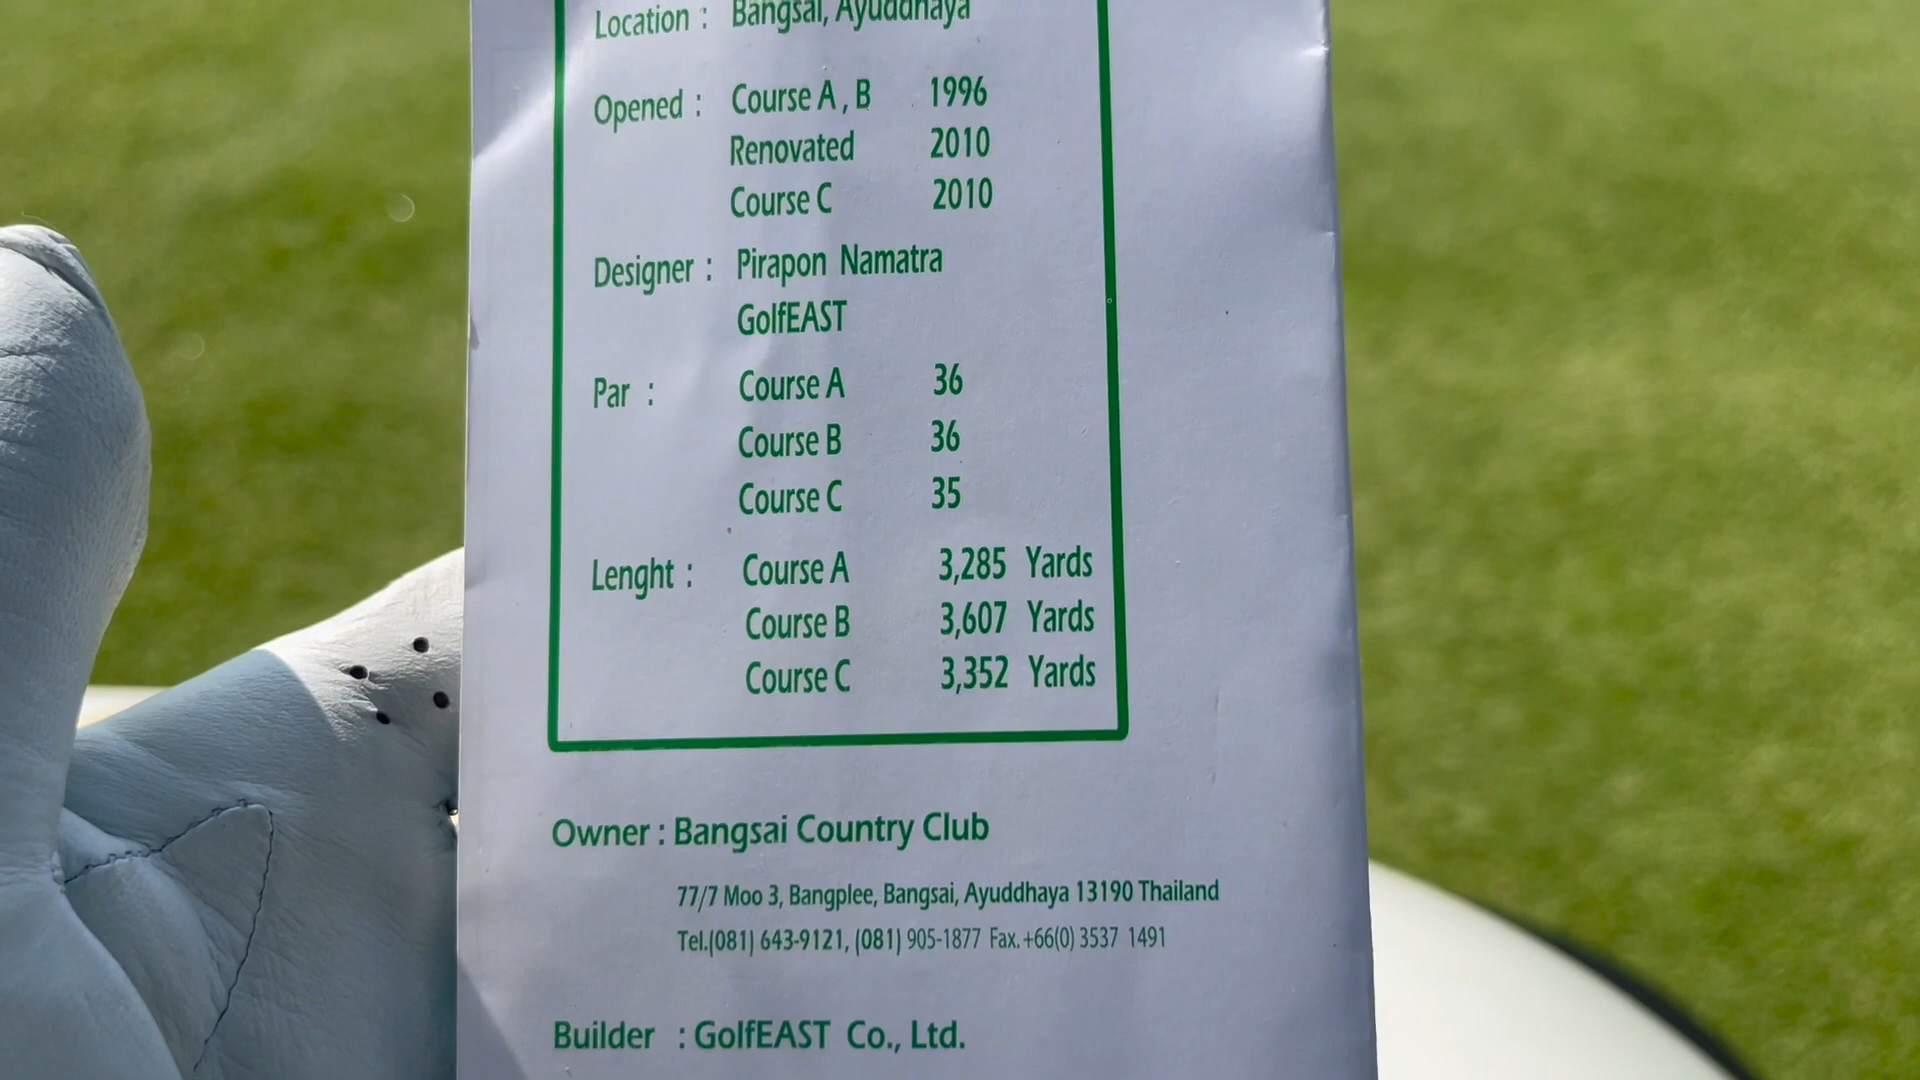 Location : Bangsai, Ayuddhaya
Opened : Course A , B 1996
Renovated 2010
Course C 2010
Designer : Pirapon Namatra
GolfEAST
Par : Course A 36
Course B 36
Course C 35
Lenght : Course A 3,285 Yards
Course B 3,607 Yards
Course C 3,352 Yards
Owner : Bangsai Country Club
77/7 Moo 3, Bangplee, Bangsai, Ayuddhaya 13190 Thailand
Tel.(081) 643-9121, (081) 905-1877 Fax.+66(0) 3537 1491
Builder : GolfEAST Co., Ltd.